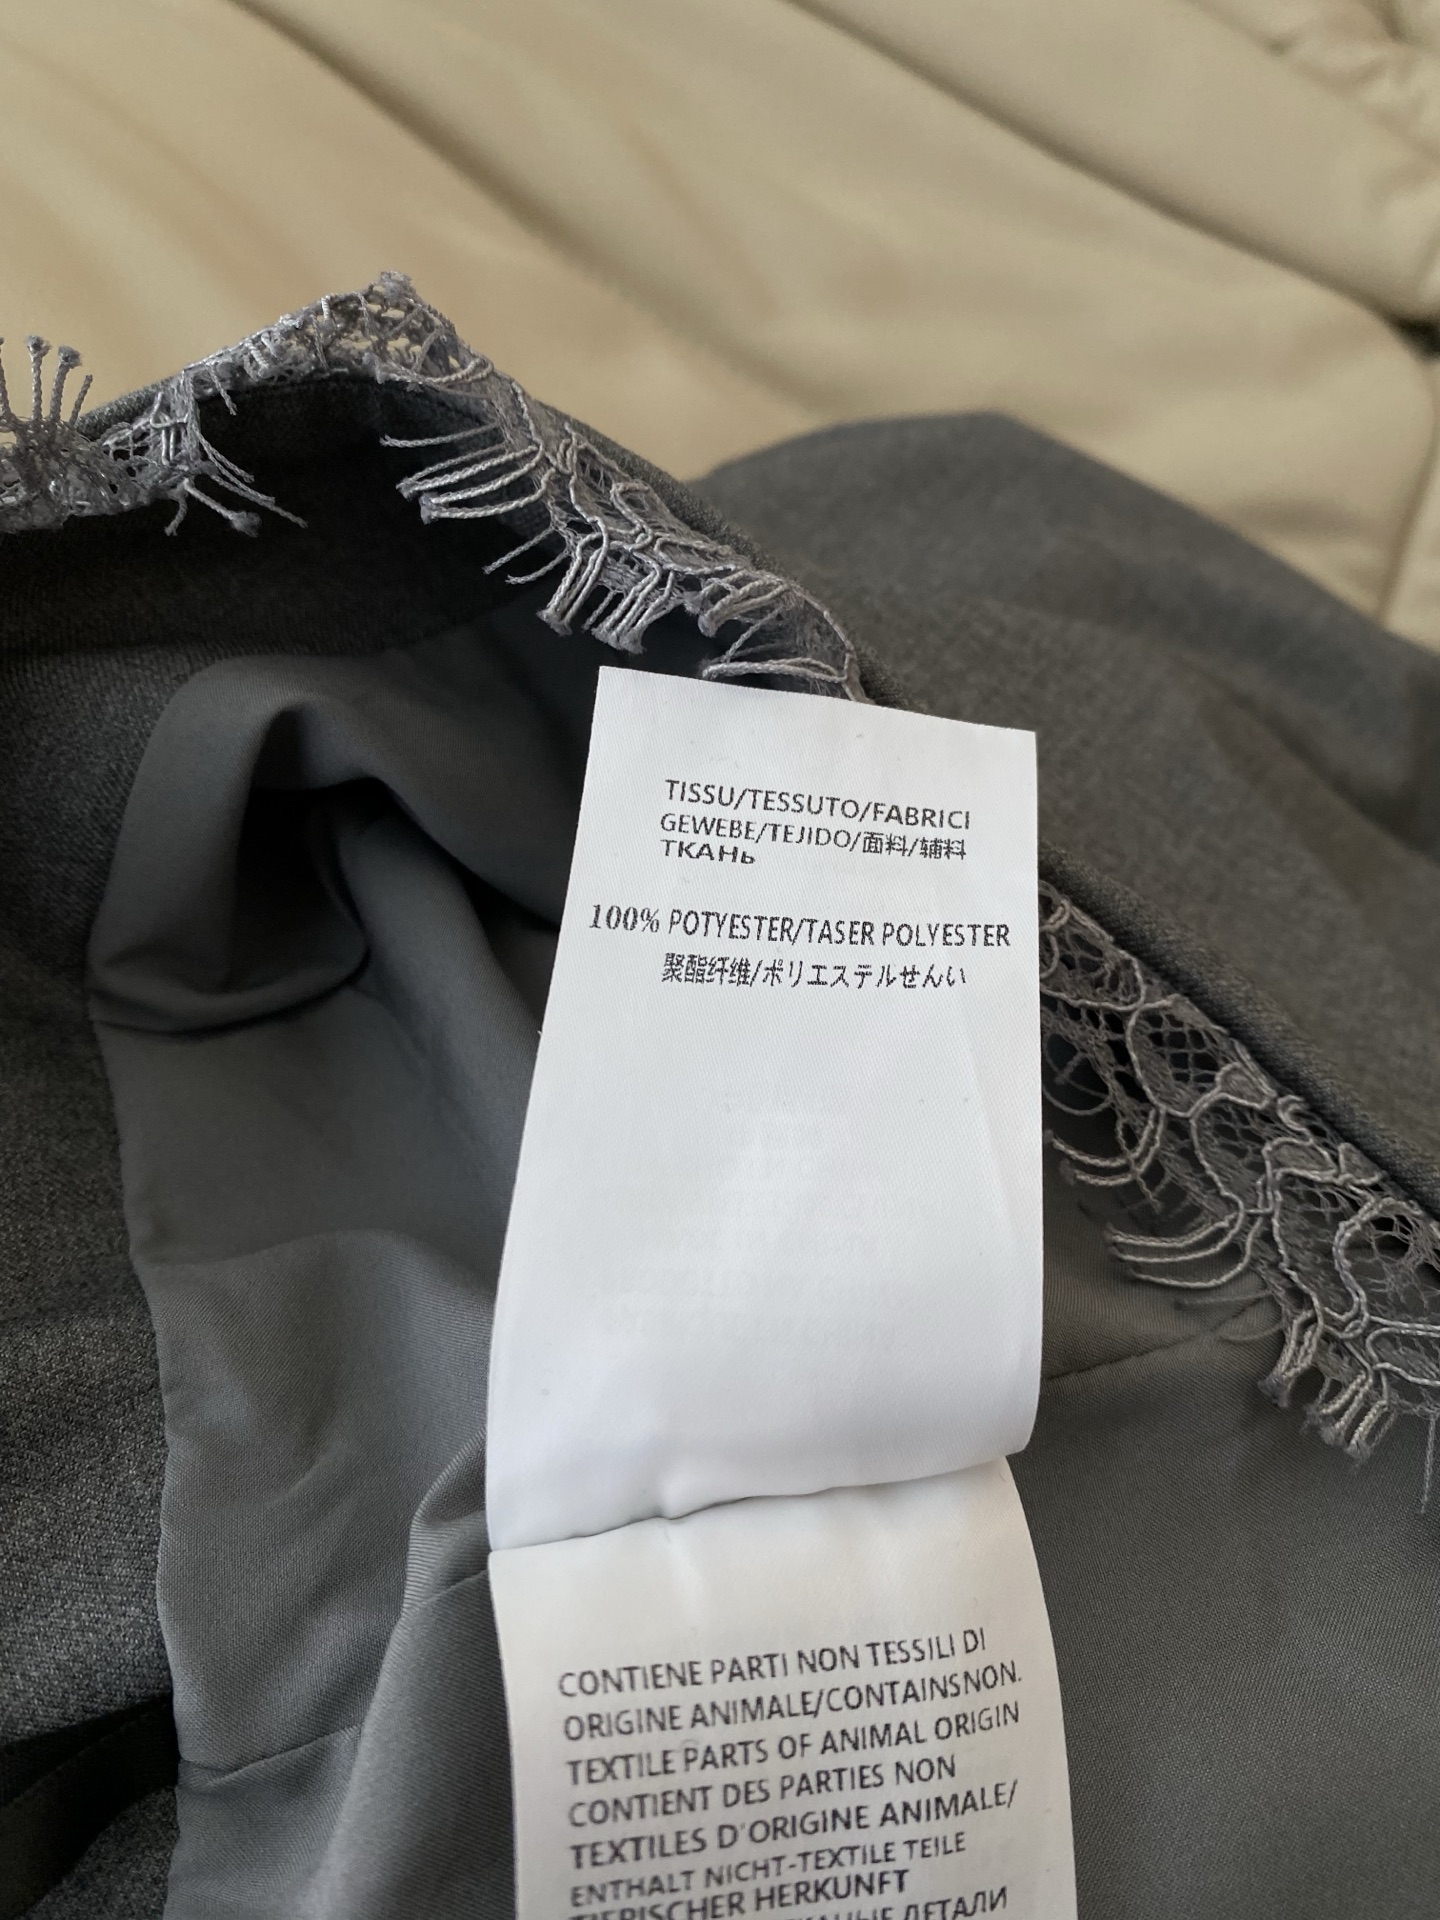 TISSU/TESSUTO/FABRICI
GEWEBE/TEJIDO/面料/辅料
ТКАНЬ
100% POTYESTER/TASER POLYESTER
聚酯纤维/ポリエステルせんい
CONTIENE PARTI NON TESSILI DI
ORIGINE ANIMALE/CONTAINSNON.
TEXTILE PARTS OF ANIMAL ORIGIN
CONTIENT DES PARTIES NON
TEXTILES D'ORIGINE ANIMALE/
ENTHALT NICHT-TEXTILE TEILE
TIERISCHER HERKUNFT
ДЕТАЛИ